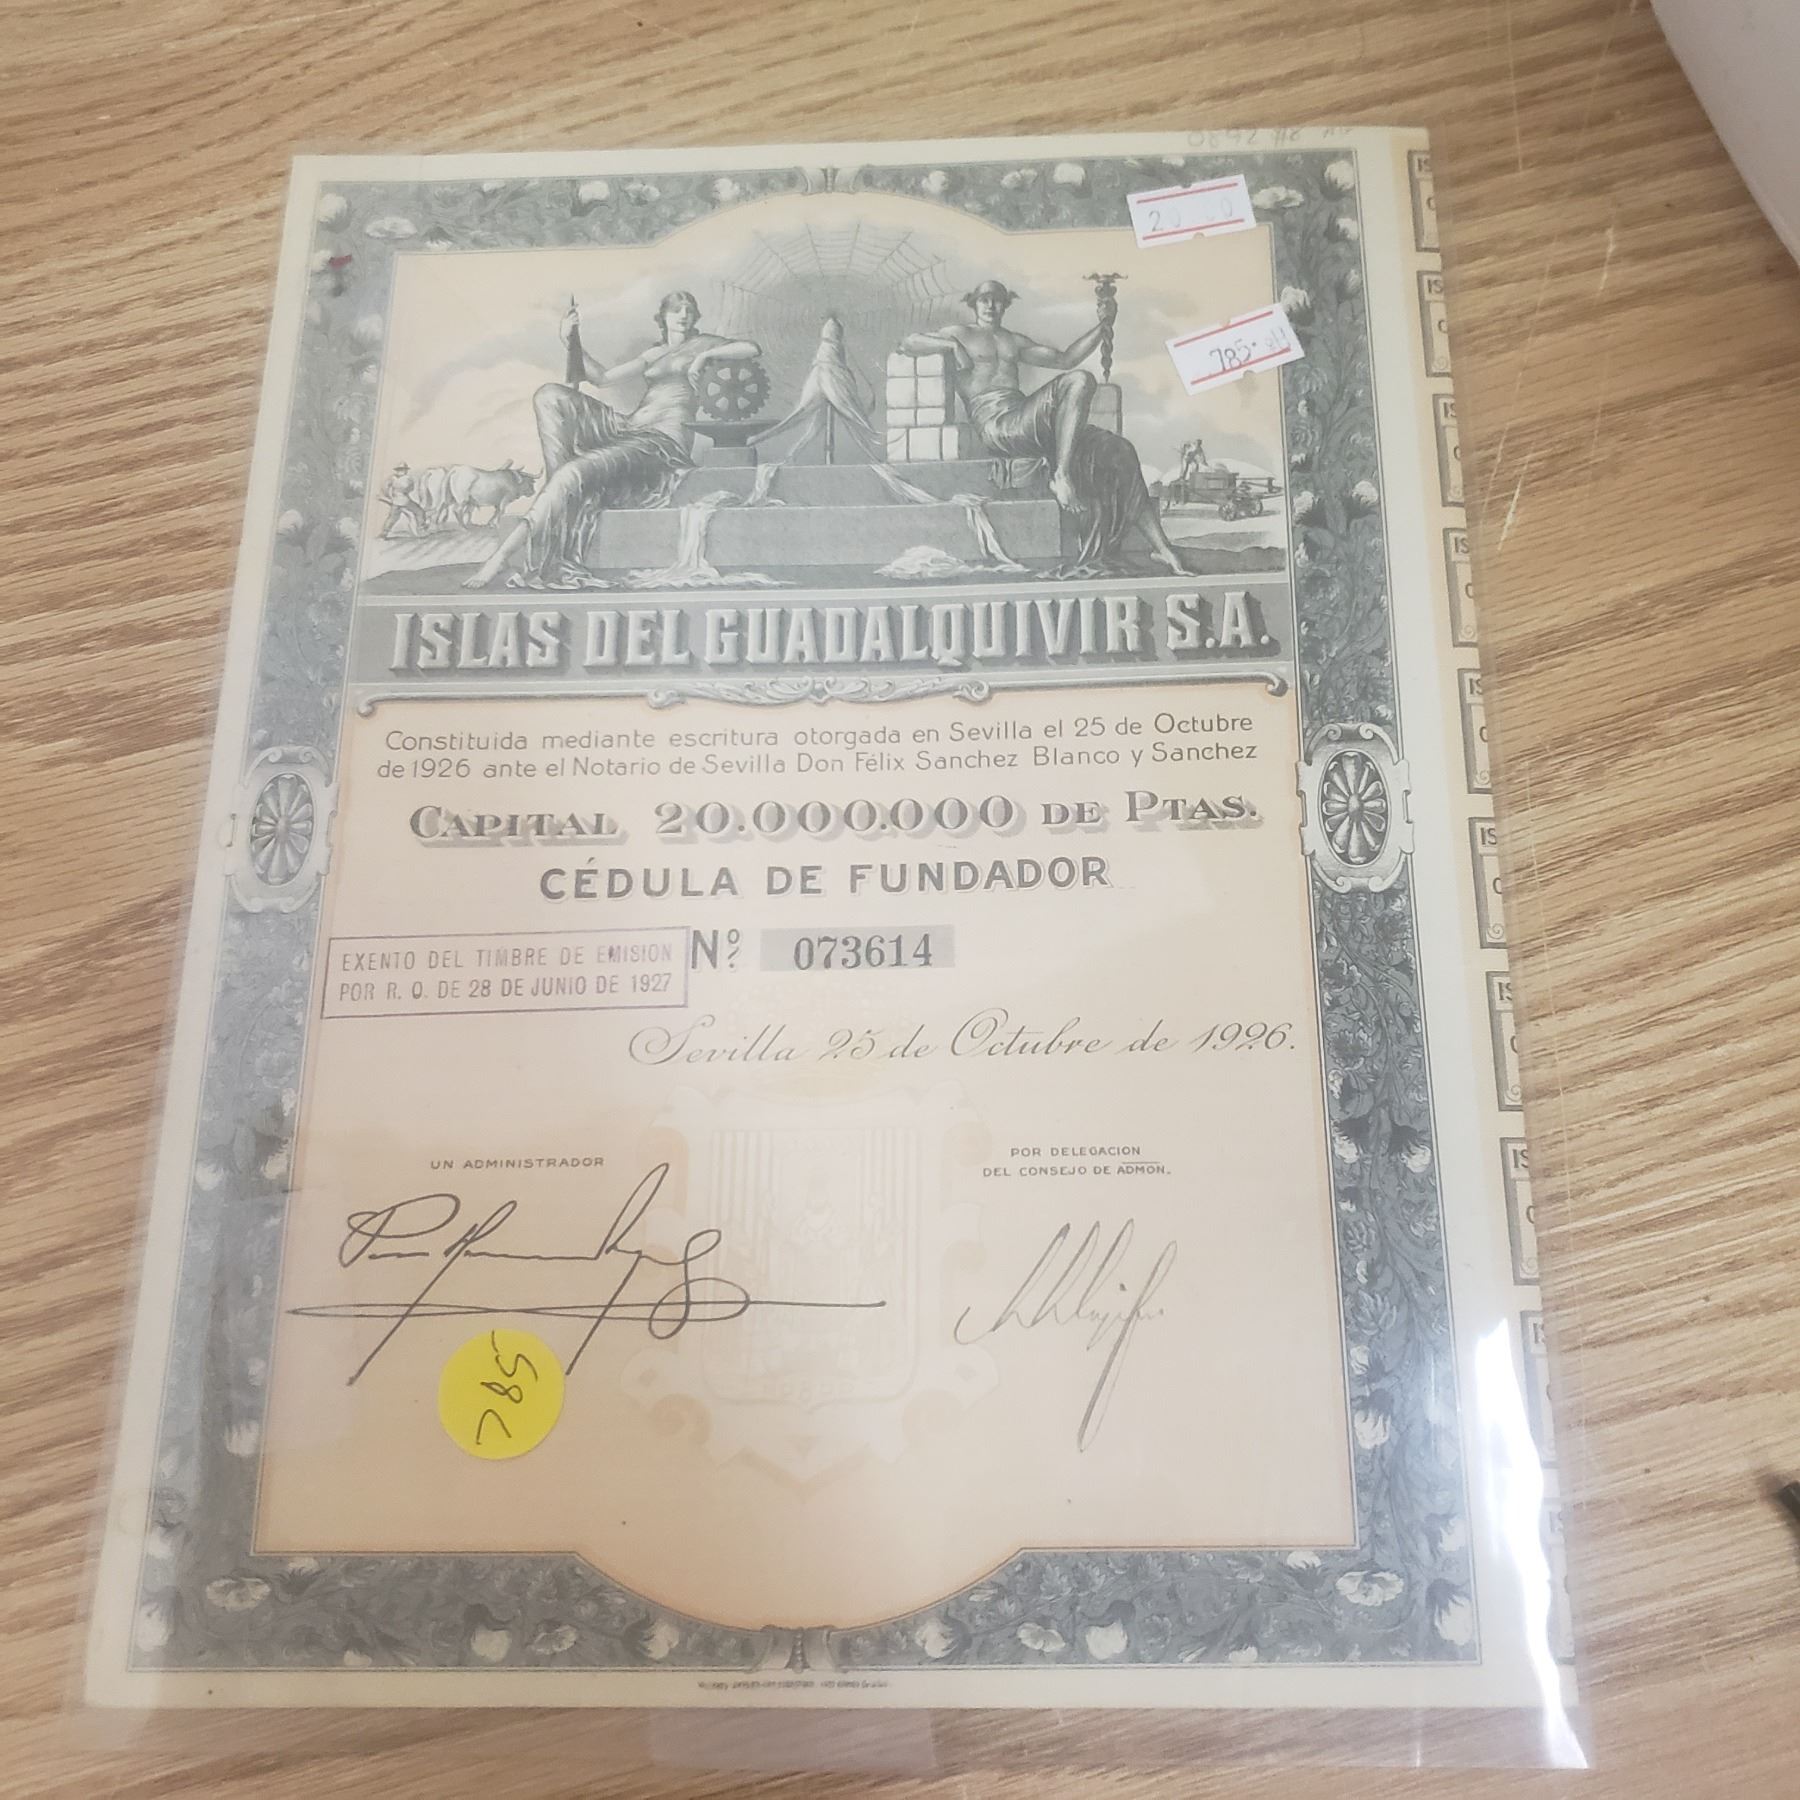 20.00
785.
ISLAS DEL GUADALQUIVIR S.A.
Constituida mediante escritura otorgada en Sevilla el 25 de Octubre
de 1926 ante el Notario de Sevilla Don Félix Sanchez Blanco y Sanchez
CAPITAL 20.000.000 DE PTAS.
CÉDULA DE FUNDADOR
EXENTO DEL TIMBRE DE EMISION
POR R. O. DE 28 DE JUNIO DE 1927
Nº 073614
Sevilla 25 de Octubre de 1926.
UN ADMINISTRADOR
POR DELEGACION
DEL CONSEJO DE ADMON.
785